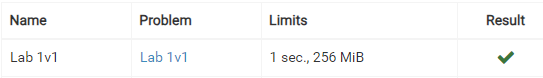 Name Problem Limits Result
Lab 1v1 Lab 1v1 1 sec., 256 MiB